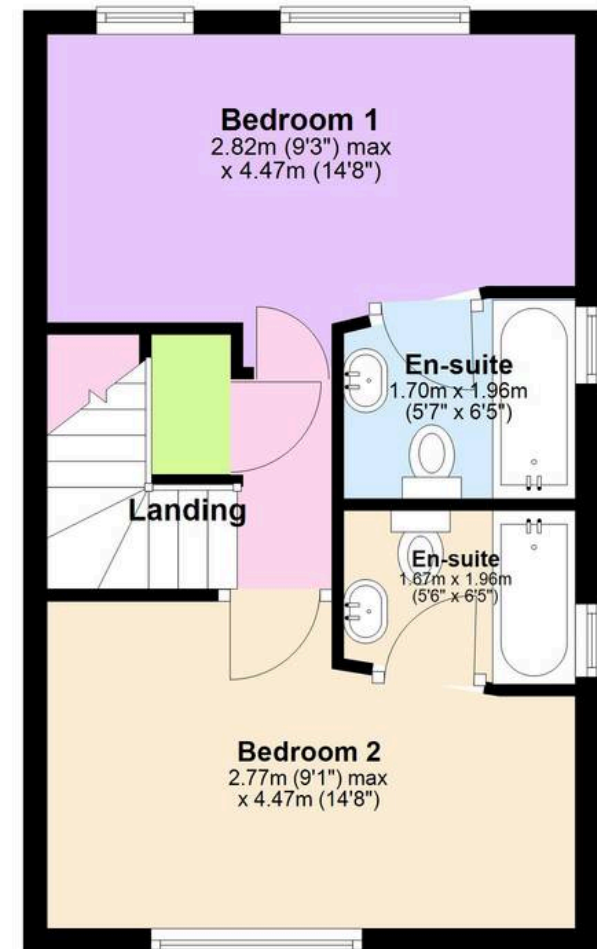 Bedroom 1
2.82m (9'3") max
x 4.47m (14'8")
En-suite
1.70m x 1.96m
(5'7" x 6'5")
Landing
En-suite
1.67m x 1.96m
(5'6" x 6'5")
Bedroom 2
2.77m (9'1") max
x 4.47m (14'8")